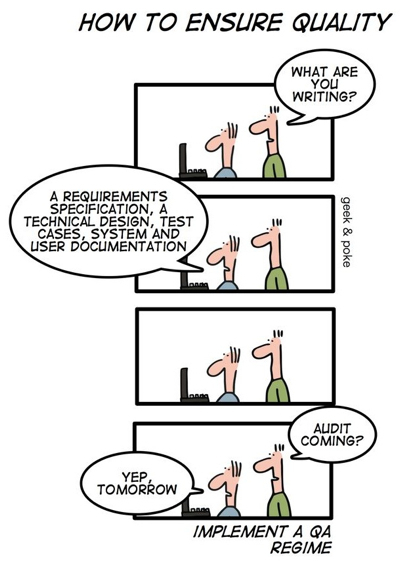 HOW TO ENSURE QUALITY
WHAT ARE
YOU
WRITING?
A REQUIREMENTS
SPECIFICATION, A
TECHNICAL DESIGN, TEST
CASES, SYSTEM AND
USER DOCUMENTATION
geek & poke
AUDIT
COMING?
YEP,
TOMORROW
IMPLEMENT A QA
REGIME